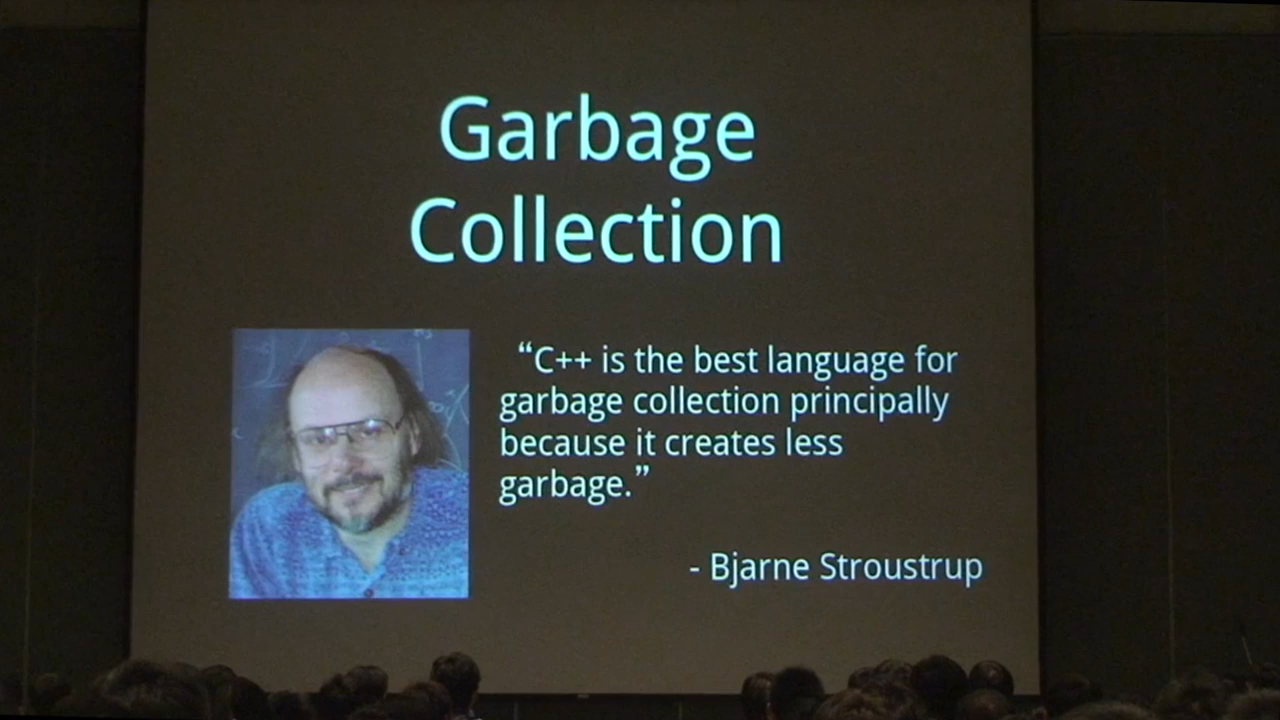 Garbage
Collection
“C++ is the best language for
garbage collection principally
because it creates less
garbage.”
- Bjarne Stroustrup